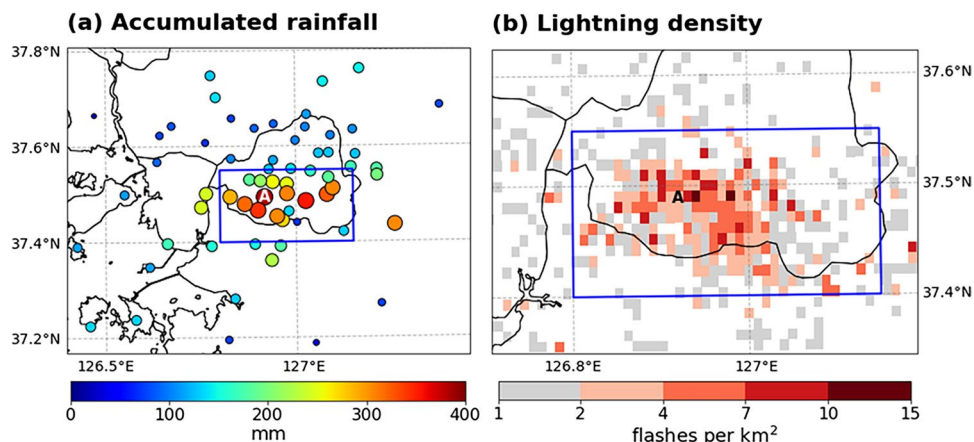 (a) Accumulated rainfall
37.8°N
37.6°N
37.4°N
37.2°N
A
126.5°E
127°E
0 100 200 300 400
mm
(b) Lightning density
37.6°N
37.5°N
37.4°N
A
126.8°E
127°E
1 2 4 7 10 15
flashes per km²